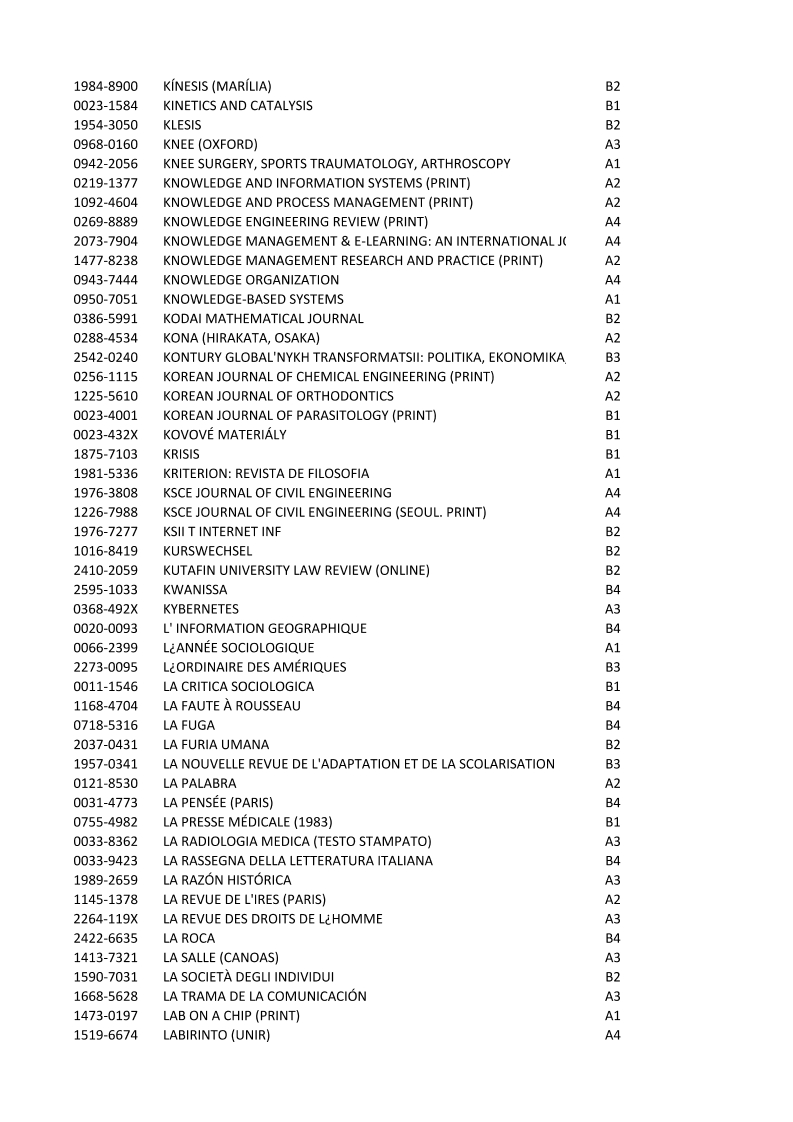 1984-8900 KÍNESIS (MARÍLIA) B2
0023-1584 KINETICS AND CATALYSIS B1
1954-3050 KLESIS B2
0968-0160 KNEE (OXFORD) A3
0942-2056 KNEE SURGERY, SPORTS TRAUMATOLOGY, ARTHROSCOPY A1
0219-1377 KNOWLEDGE AND INFORMATION SYSTEMS (PRINT) A2
1092-4604 KNOWLEDGE AND PROCESS MANAGEMENT (PRINT) A2
0269-8889 KNOWLEDGE ENGINEERING REVIEW (PRINT) A4
2073-7904 KNOWLEDGE MANAGEMENT & E-LEARNING: AN INTERNATIONAL A4
1477-8238 KNOWLEDGE MANAGEMENT RESEARCH AND PRACTICE (PRINT) A2
0943-7444 KNOWLEDGE ORGANIZATION A4
0950-7051 KNOWLEDGE-BASED SYSTEMS A1
0386-5991 KODAI MATHEMATICAL JOURNAL B2
0288-4534 KONA (HIRAKATA, OSAKA) A2
2542-0240 KONTURY GLOBAL'NYKH TRANSFORMATSII: POLITIKA, EKONOMIKA, B3
0256-1115 KOREAN JOURNAL OF CHEMICAL ENGINEERING (PRINT) A2
1225-5610 KOREAN JOURNAL OF ORTHODONTICS A2
0023-4001 KOREAN JOURNAL OF PARASITOLOGY (PRINT) B1
0023-432X KOVOVÉ MATERIÁLY B1
1875-7103 KRISIS B1
1981-5336 KRITERION: REVISTA DE FILOSOFIA A1
1976-3808 KSCE JOURNAL OF CIVIL ENGINEERING A4
1226-7988 KSCE JOURNAL OF CIVIL ENGINEERING (SEOUL. PRINT) A4
1976-7277 KSII T INTERNET INF B2
1016-8419 KURSWECHSEL B2
2410-2059 KUTAFIN UNIVERSITY LAW REVIEW (ONLINE) B2
2595-1033 KWANISSA B4
0368-492X KYBERNETES A3
0020-0093 L' INFORMATION GEOGRAPHIQUE B4
0066-2399 L¿ANNÉE SOCIOLOGIQUE A1
2273-0095 L¿ORDINAIRE DES AMÉRIQUES B3
0011-1546 LA CRITICA SOCIOLOGICA B1
1168-4704 LA FAUTE À ROUSSEAU B4
0718-5316 LA FUGA B4
2037-0431 LA FURIA UMANA B2
1957-0341 LA NOUVELLE REVUE DE L'ADAPTATION ET DE LA SCOLARISATION B3
0121-8530 LA PALABRA A2
0031-4773 LA PENSÉE (PARIS) B4
0755-4982 LA PRESSE MÉDICALE (1983) B1
0033-8362 LA RADIOLOGIA MEDICA (TESTO STAMPATO) A3
0033-9423 LA RASSEGNA DELLA LETTERATURA ITALIANA B4
1989-2659 LA RAZÓN HISTÓRICA A3
1145-1378 LA REVUE DE L'IRES (PARIS) A2
2264-119X LA REVUE DES DROITS DE L¿HOMME A3
2422-6635 LA ROCA B4
1413-7321 LA SALLE (CANOAS) A3
1590-7031 LA SOCIETÀ DEGLI INDIVIDUI B2
1668-5628 LA TRAMA DE LA COMUNICACIÓN A3
1473-0197 LAB ON A CHIP (PRINT) A1
1519-6674 LABIRINTO (UNIR) A4